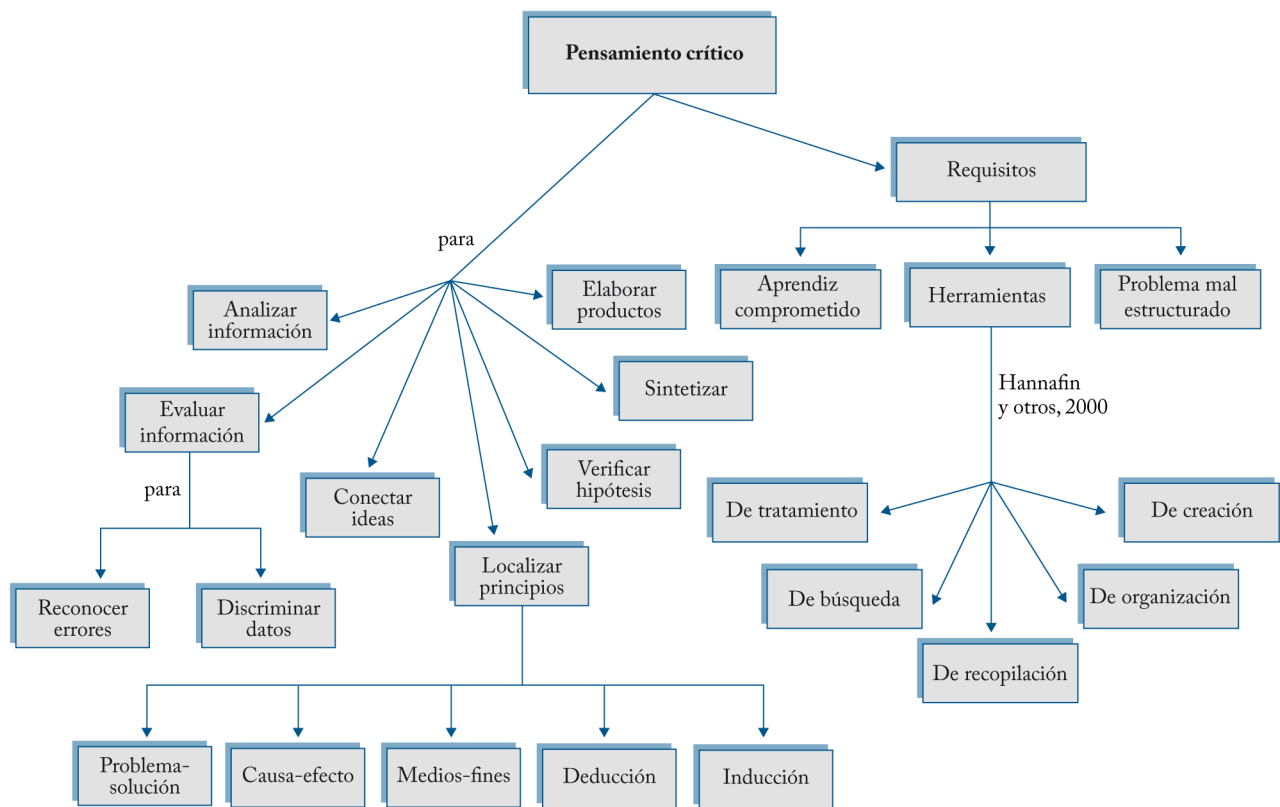 Pensamiento crítico
Requisitos
para
Analizar
información
Elaborar
productos
Aprendiz
comprometido
Herramientas
Problema mal
estructurado
Evaluar
información
Sintetizar
Hannafin
y otros, 2000
para
Conectar
ideas
Verificar
hipótesis
De tratamiento
De creación
Localizar
principios
Reconocer
errores
Discriminar
datos
De búsqueda
De organización
De recopilación
Problema-
solución
Causa-efecto
Medios-fines
Deducción
Inducción